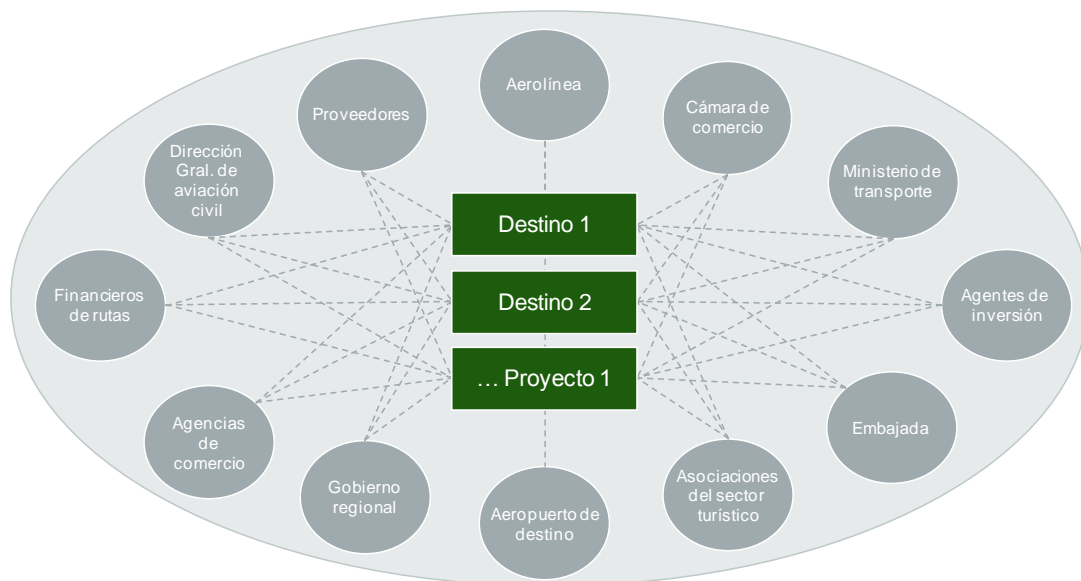 Aerolínea
Proveedores
Cámara de
comercio
Dirección
Gral. de
aviación
civil
Ministerio de
transporte
Destino 1
Financieros
de rutas
Destino 2
Agentes de
inversión
... Proyecto 1
Agencias
de
comercio
Embajada
Gobierno
regional
Aeropuerto de
destino
Asociaciones
del sector
turístico